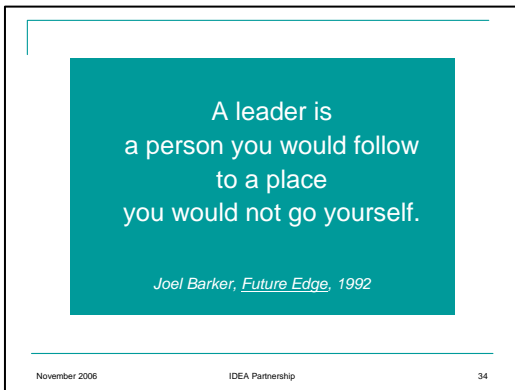 A leader is
a person you would follow
to a place
you would not go yourself.
Joel Barker, Future Edge, 1992
November 2006 IDEA Partnership 34